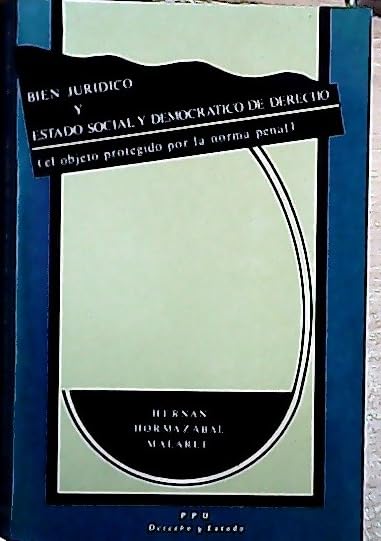 BIEN JURIDICO
Y
ESTADO SOCIAL Y DEMOCRATICO DE DERECHO
(el objeto protegido por la norma penal)
HERNAN
HORMAZABAL
MALAREE
PPU
Derecho y Estado